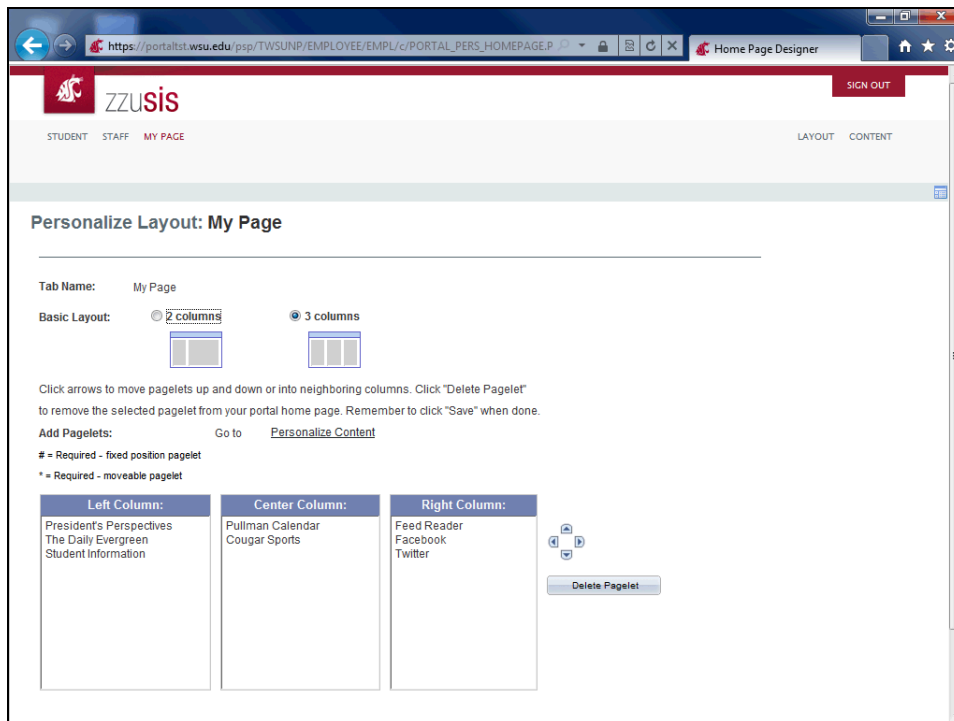 https://portaltst.wsu.edu/psp/TWSUNP/EMPLOYEE/EMPL/c/PORTAL_PERS_HOMEPAGE.P
Home Page Designer
zzusis
SIGN OUT
STUDENT STAFF MY PAGE LAYOUT CONTENT
Personalize Layout: My Page
Tab Name: My Page
Basic Layout: 2 columns 3 columns
Click arrows to move pagelets up and down or into neighboring columns. Click "Delete Pagelet"
to remove the selected pagelet from your portal home page. Remember to click "Save" when done.
Add Pagelets: Go to Personalize Content
# = Required - fixed position pagelet
* = Required - moveable pagelet
Left Column:
President's Perspectives
The Daily Evergreen
Student Information
Center Column:
Pullman Calendar
Cougar Sports
Right Column:
Feed Reader
Facebook
Twitter
Delete Pagelet